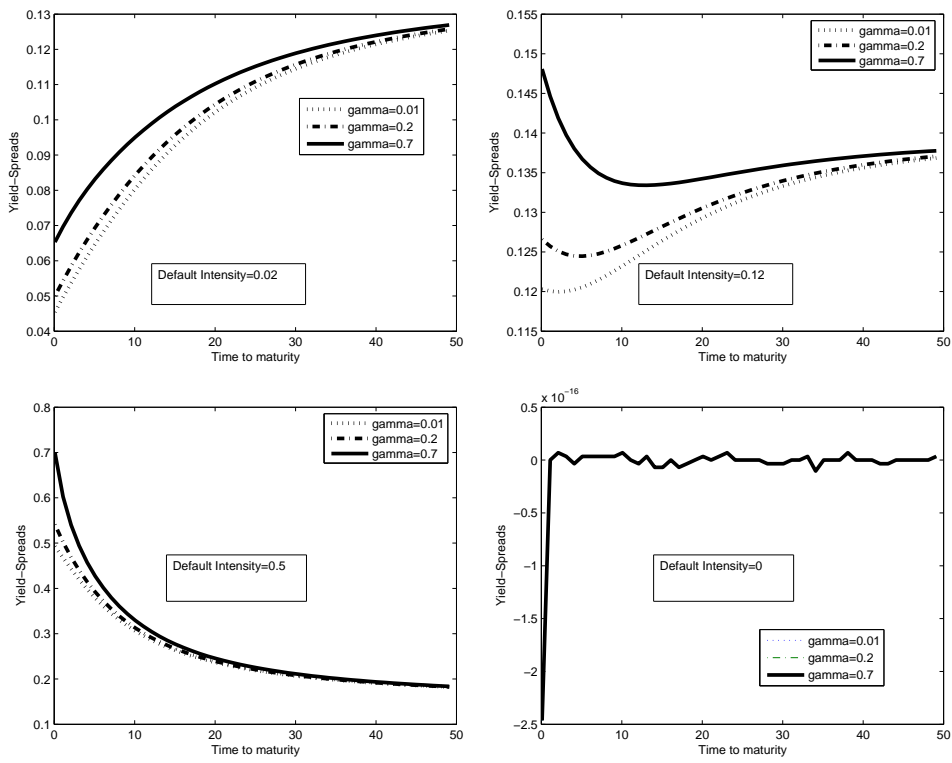 0.13
0.12
0.11
0.1
0.09
0.08
0.07
0.06
0.05
0.04
Yield−Spreads
gamma=0.01
gamma=0.2
gamma=0.7
Default Intensity=0.02
0 10 20 30 40 50
Time to maturity
0.155
0.15
0.145
0.14
0.135
0.13
0.125
0.12
0.115
Yield−Spreads
gamma=0.01
gamma=0.2
gamma=0.7
Default Intensity=0.12
0 10 20 30 40 50
Time to maturity
0.8
0.7
0.6
0.5
0.4
0.3
0.2
0.1
Yield−Spreads
gamma=0.01
gamma=0.2
gamma=0.7
Default Intensity=0.5
0 10 20 30 40 50
Time to maturity
x 10−16
0.5
0
−0.5
−1
−1.5
−2
−2.5
Yield−Spreads
Default Intensity=0
gamma=0.01
gamma=0.2
gamma=0.7
0 10 20 30 40 50
Time to maturity